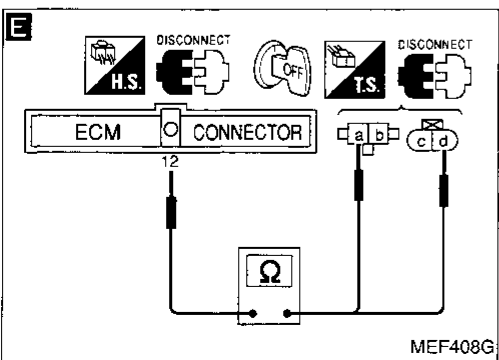 E
DISCONNECT
H.S.
OFF
DISCONNECT
T.S.
ECM CONNECTOR
a b c d
12
Ω
MEF408G